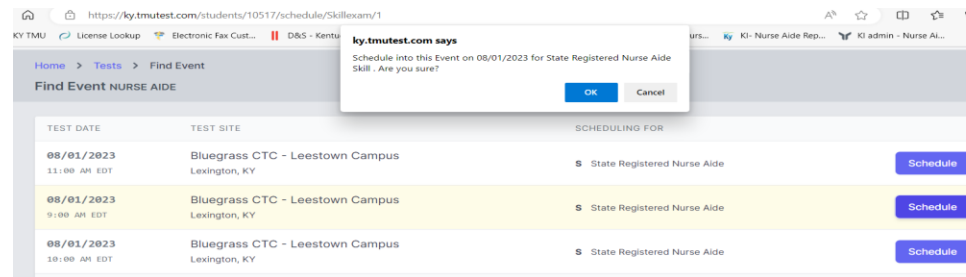 https://ky.tmutest.com/students/10517/schedule/Skillexam/1
KY TMU License Lookup Electronic Fax Cust... D&S - Kentu urs... KI- Nurse Aide Rep... KI admin - Nurse Ai...
ky.tmutest.com says
Schedule into this Event on 08/01/2023 for State Registered Nurse Aide
Skill . Are you sure?
OK Cancel
Home > Tests > Find Event
Find Event NURSE AIDE
TEST DATE TEST SITE SCHEDULING FOR
08/01/2023 Bluegrass CTC - Leestown Campus S State Registered Nurse Aide Schedule
11:00 AM EDT Lexington, KY
08/01/2023 Bluegrass CTC - Leestown Campus S State Registered Nurse Aide Schedule
9:00 AM EDT Lexington, KY
08/01/2023 Bluegrass CTC - Leestown Campus S State Registered Nurse Aide Schedule
10:00 AM EDT Lexington, KY